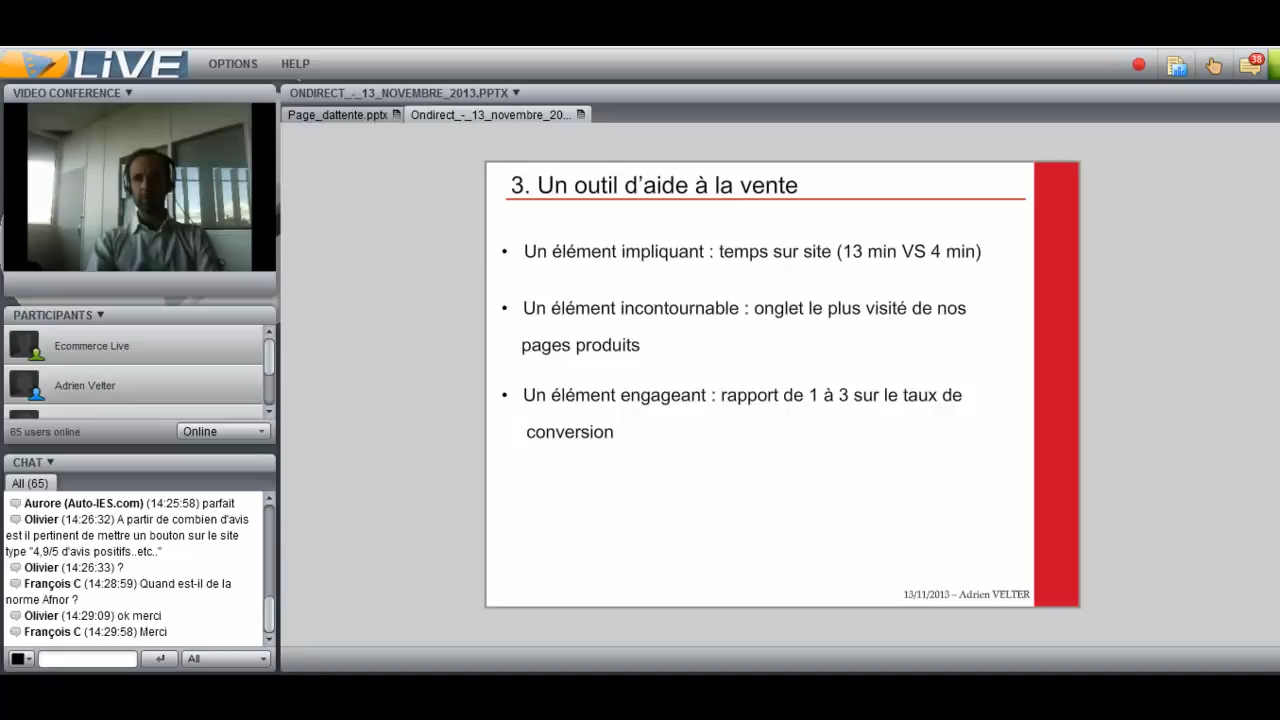 LiVE
OPTIONS
HELP
38
VIDEO CONFERENCE
ONDIRECT_-_13_NOVEMBRE_2013.PPTX
Page_dattente.pptx
Ondirect_-_13_novembre_20...
3. Un outil d’aide à la vente
• Un élément impliquant : temps sur site (13 min VS 4 min)
• Un élément incontournable : onglet le plus visité de nos
pages produits
• Un élément engageant : rapport de 1 à 3 sur le taux de
conversion
13/11/2013 – Adrien VELTER
PARTICIPANTS
Ecommerce Live
Adrien Velter
65 users online
Online
CHAT
All (65)
Aurore (Auto-IES.com) (14:25:58) parfait
Olivier (14:26:32) A partir de combien d'avis
est il pertinent de mettre un bouton sur le site
type "4,9/5 d'avis positifs..etc.."
Olivier (14:26:33) ?
François C (14:28:59) Quand est-il de la
norme Afnor ?
Olivier (14:29:09) ok merci
François C (14:29:58) Merci
All